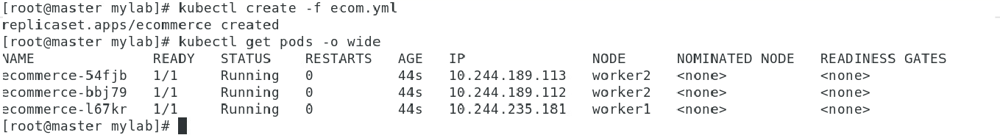 [root@master mylab]# kubectl create -f ecom.yml
replicaset.apps/ecommerce created
[root@master mylab]# kubectl get pods -o wide
NAME READY STATUS RESTARTS AGE IP NODE NOMINATED NODE READINESS GATES
ecommerce-54fjb 1/1 Running 0 44s 10.244.189.113 worker2 <none> <none>
ecommerce-bbj79 1/1 Running 0 44s 10.244.189.112 worker2 <none> <none>
ecommerce-l67kr 1/1 Running 0 44s 10.244.235.181 worker1 <none> <none>
[root@master mylab]#